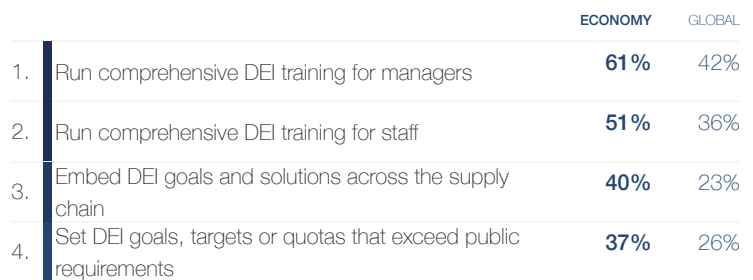 ECONOMY GLOBAL
1. Run comprehensive DEI training for managers 61% 42%
2. Run comprehensive DEI training for staff 51% 36%
3. Embed DEI goals and solutions across the supply
chain 40% 23%
4. Set DEI goals, targets or quotas that exceed public
requirements 37% 26%